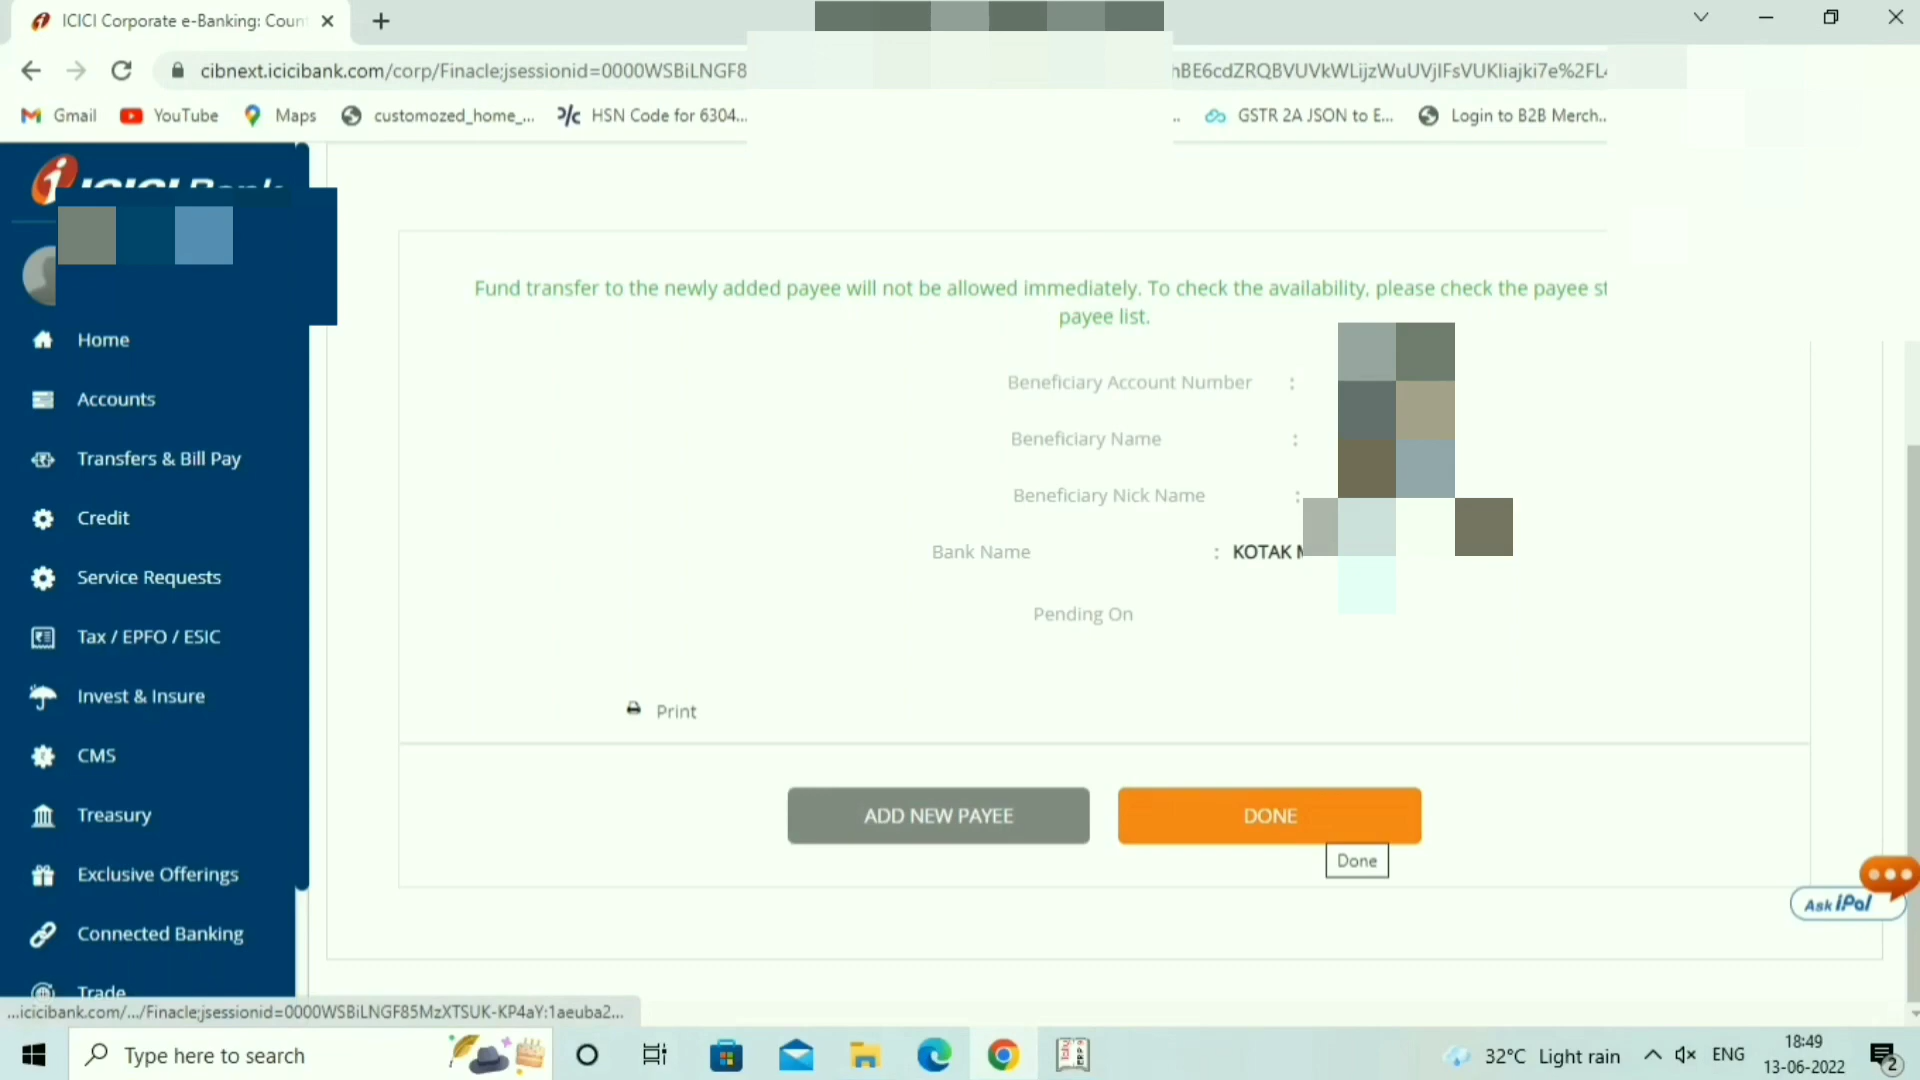 ICICI Corporate e-Banking: Coun
cibnext.icicibank.com/corp/Finacle;jsessionid=0000WSBiLNGF8
Gmail
YouTube
Maps
customozed_home_...
HSN Code for 6304...
GSTR 2A JSON to E...
Login to B2B Merch..
Home
Accounts
Transfers & Bill Pay
Credit
Service Requests
Tax / EPFO / ESIC
Invest & Insure
CMS
Treasury
Exclusive Offerings
Connected Banking
Trade
Fund transfer to the newly added payee will not be allowed immediately. To check the availability, please check the payee st
payee list.
Beneficiary Account Number :
Beneficiary Name :
Beneficiary Nick Name :
Bank Name : KOTAK
Pending On
Print
ADD NEW PAYEE
DONE
Done
Ask iPal
...icicibank.com/.../Finacle;jsessionid=0000WSBiLNGF85MzXTSUK-KP4aY:1aeuba2...
Type here to search
32°C Light rain
ENG
18:49
13-06-2022
2